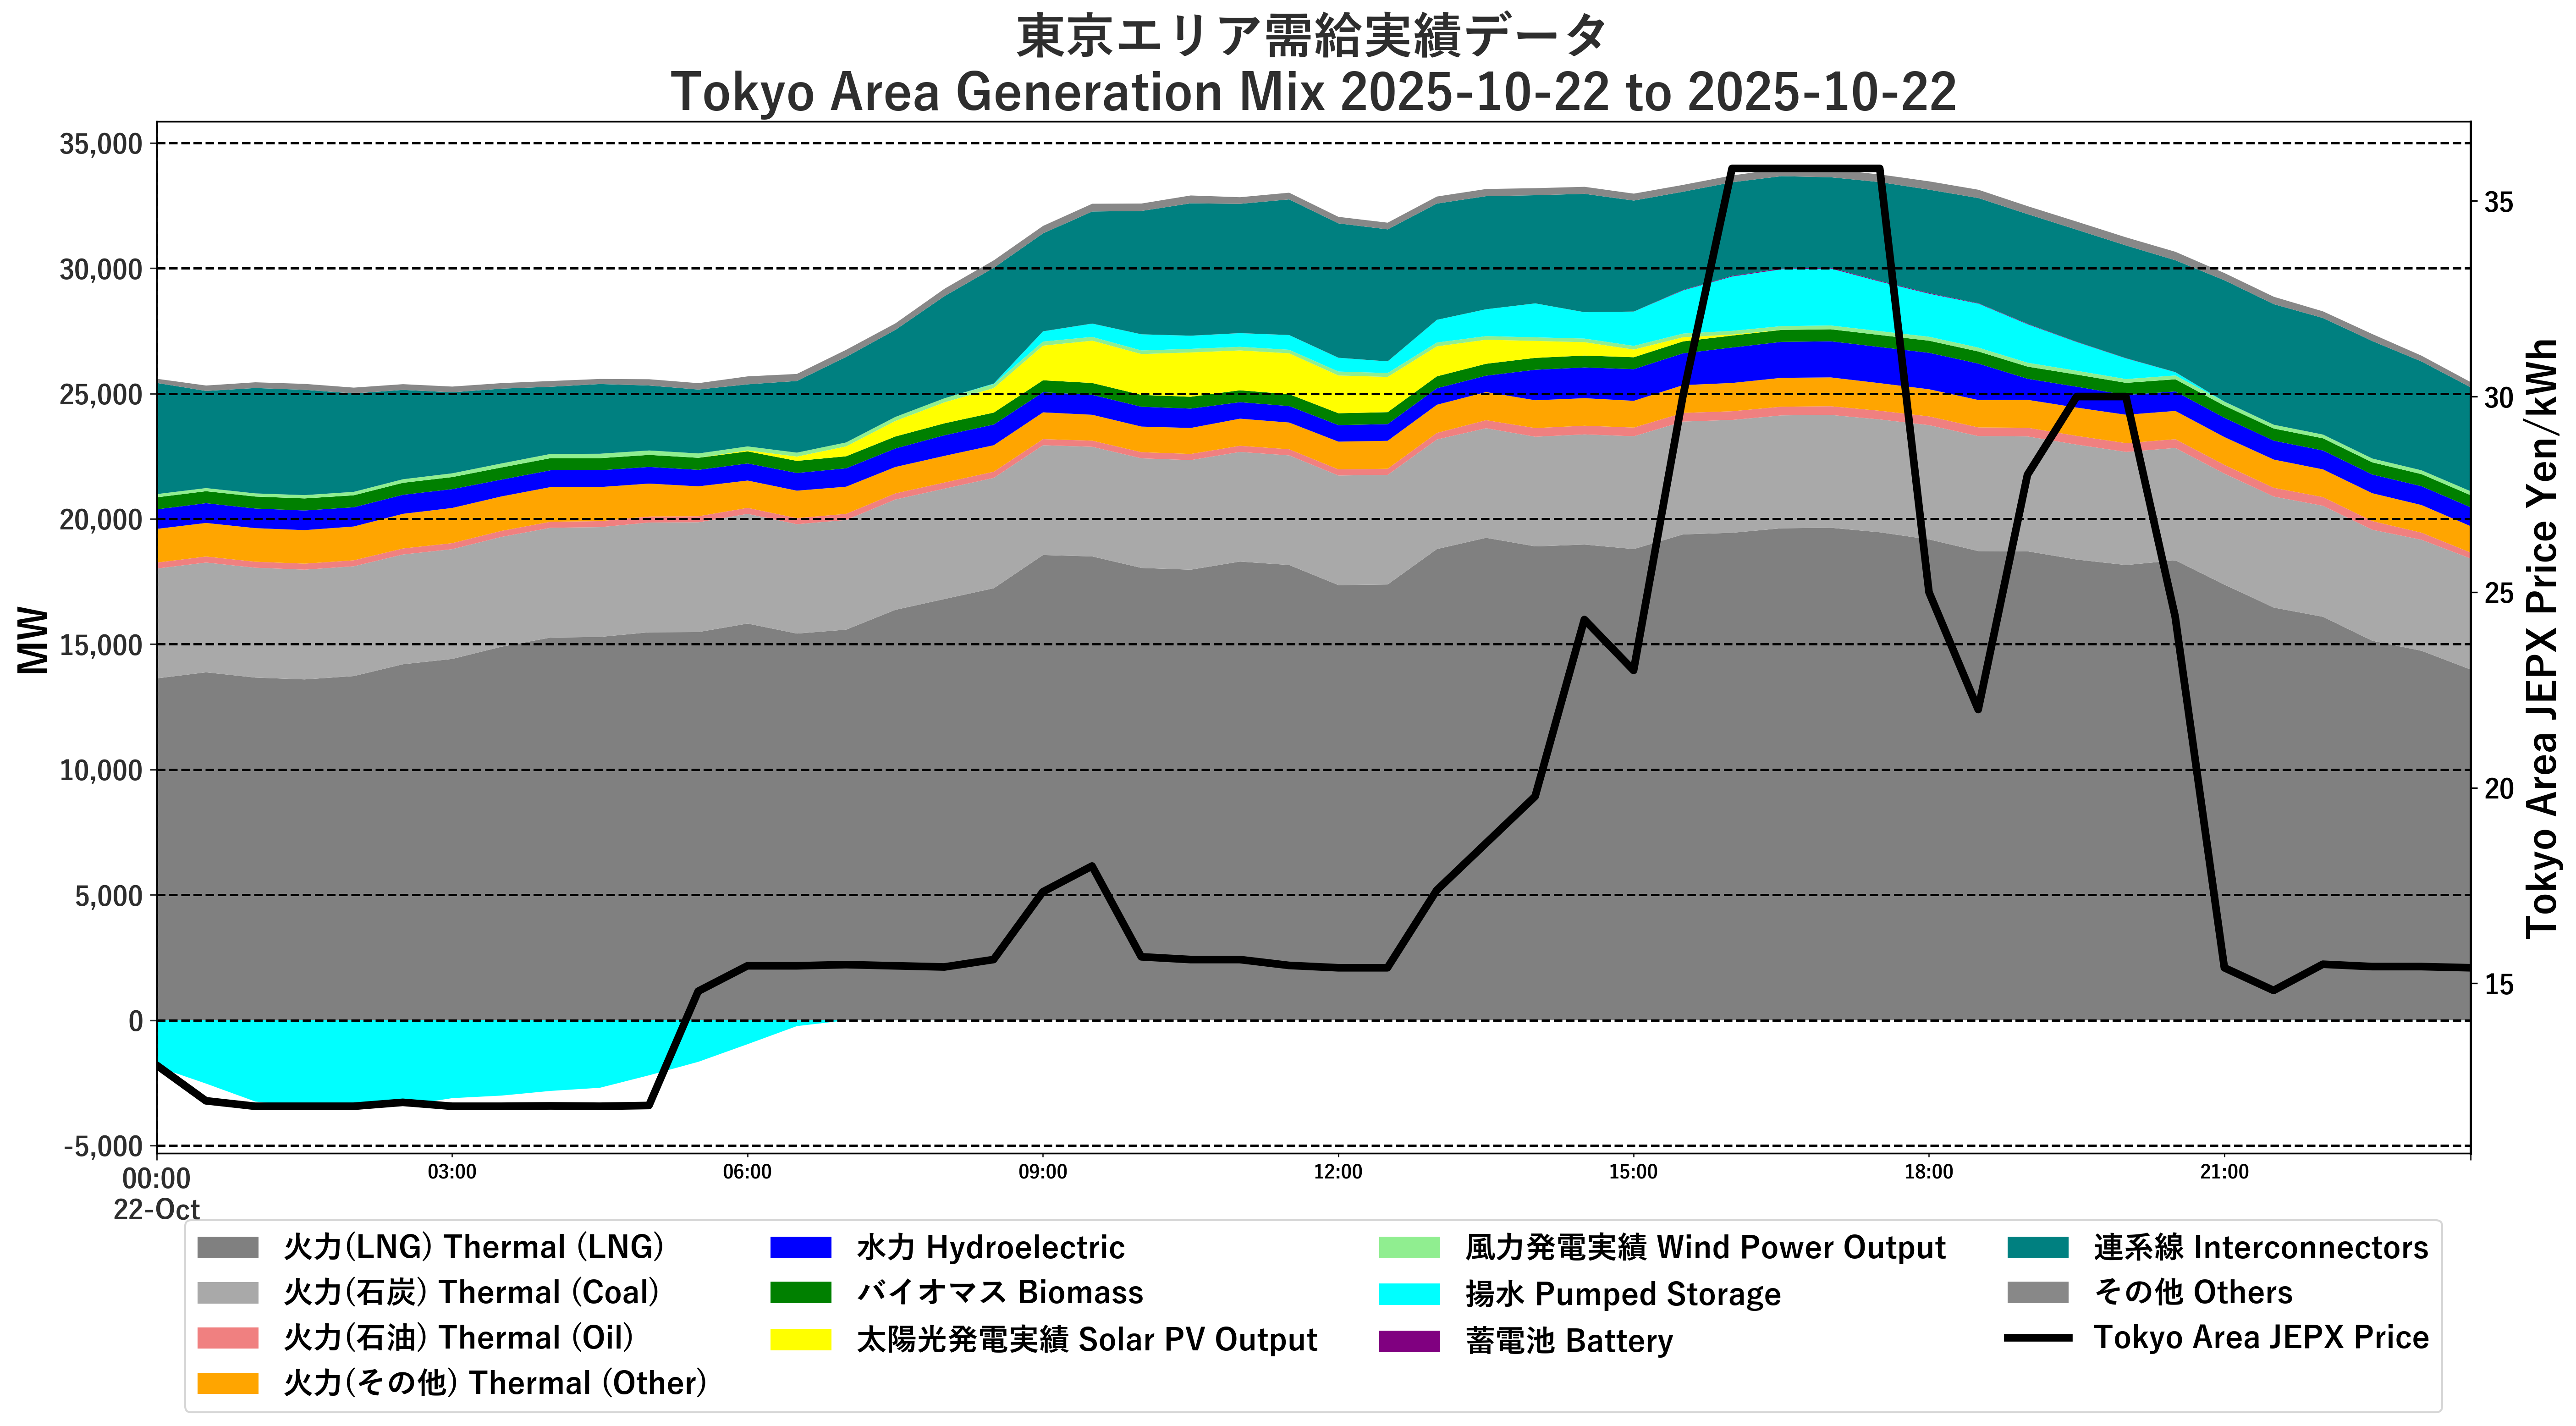 東京エリア需給実績データ
Tokyo Area Generation Mix 2025-10-22 to 2025-10-22
MW
35,000
30,000
25,000
20,000
15,000
10,000
5,000
0
-5,000
35
30
25
20
15
Tokyo Area JEPX Price Yen/kWh
00:00
22-Oct
03:00
06:00
09:00
12:00
15:00
18:00
21:00
火力(LNG) Thermal (LNG)
火力(石炭) Thermal (Coal)
火力(石油) Thermal (Oil)
火力(その他) Thermal (Other)
水力 Hydroelectric
バイオマス Biomass
太陽光発電実績 Solar PV Output
風力発電実績 Wind Power Output
揚水 Pumped Storage
蓄電池 Battery
連系線 Interconnectors
その他 Others
Tokyo Area JEPX Price